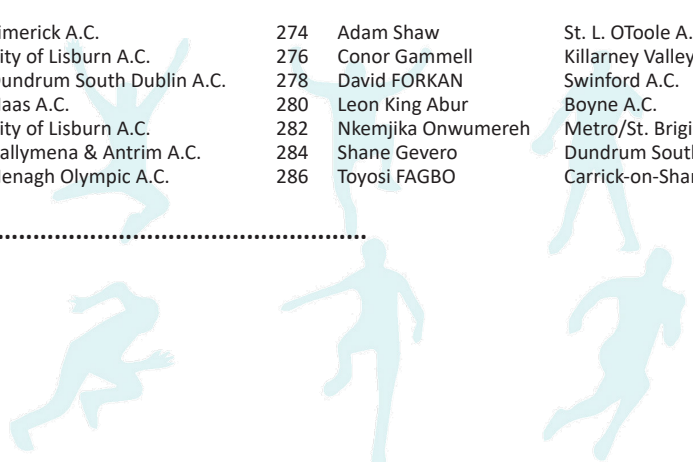 imerick A.C. 274 Adam Shaw St. L. OToole A.
ity of Lisburn A.C. 276 Conor Gammell Killarney Valley
undrum South Dublin A.C. 278 David FORKAN Swinford A.C.
aas A.C. 280 Leon King Abur Boyne A.C.
ity of Lisburn A.C. 282 Nkemjika Onwumereh Metro/St. Brigi
allymena & Antrim A.C. 284 Shane Gevero Dundrum South
enagh Olympic A.C. 286 Toyosi FAGBO Carrick-on-Shan